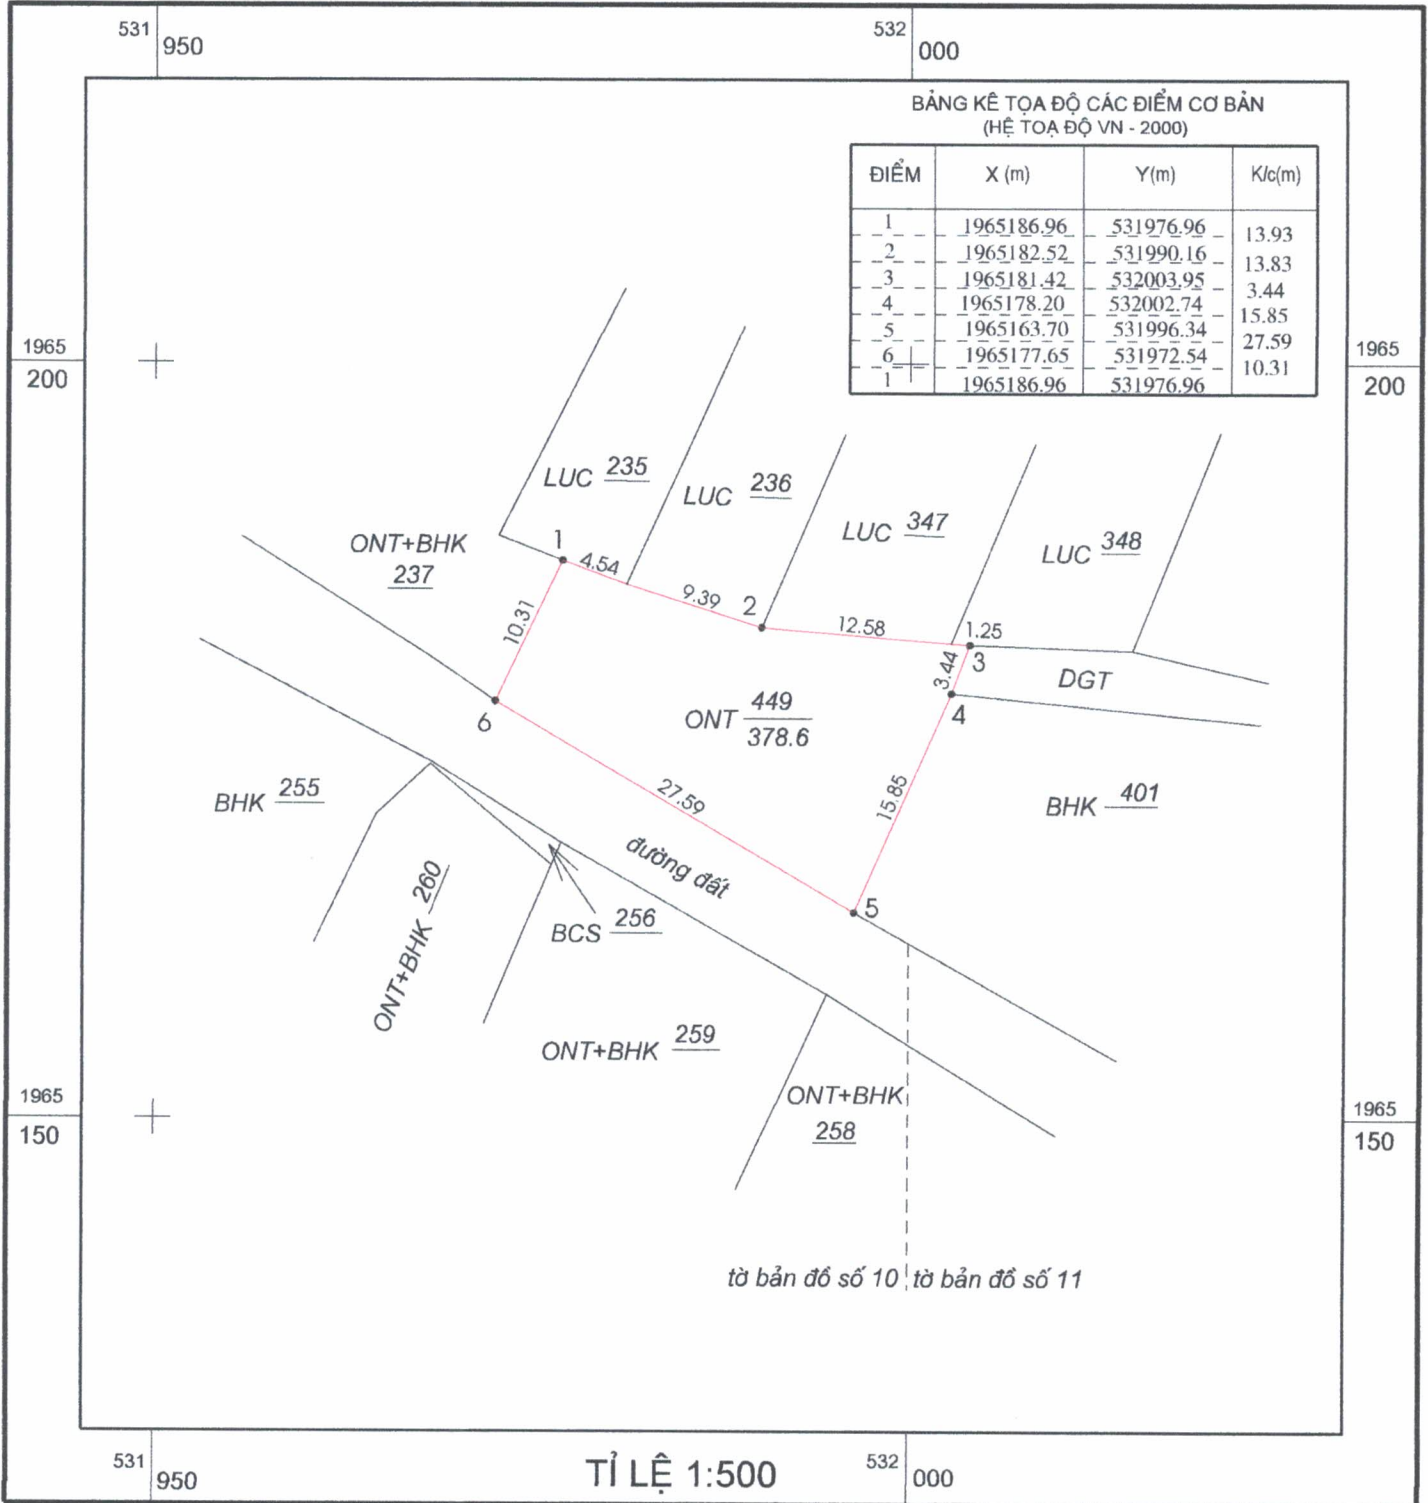 531
950
532
000
BẢNG KÊ TỌA ĐỘ CÁC ĐIỂM CƠ BẢN
(HỆ TOẠ ĐỘ VN - 2000)
ĐIỂM X (m) Y(m) K/c(m)
1 1965186.96 531976.96
13.93
2 1965182.52 531990.16
13.83
3 1965181.42 532003.95
3.44
4 1965178.20 532002.74
15.85
5 1965163.70 531996.34
27.59
6 1965177.65 531972.54
10.31
1 1965186.96 531976.96
1965
200
1965
200
LUC 235
LUC 236
LUC 347
LUC 348
ONT+BHK
237
1
4.54
9.39
2
12.58
1.25
3
10.31
3.44
DGT
4
6
ONT 449
378.6
27.59
15.85
BHK 255
BHK 401
đường đất
5
ONT+BHK 260
BCS 256
ONT+BHK 259
ONT+BHK
258
1965
150
1965
150
tờ bản đồ số 10 tờ bản đồ số 11
531
950
TỈ LỆ 1:500
532
000